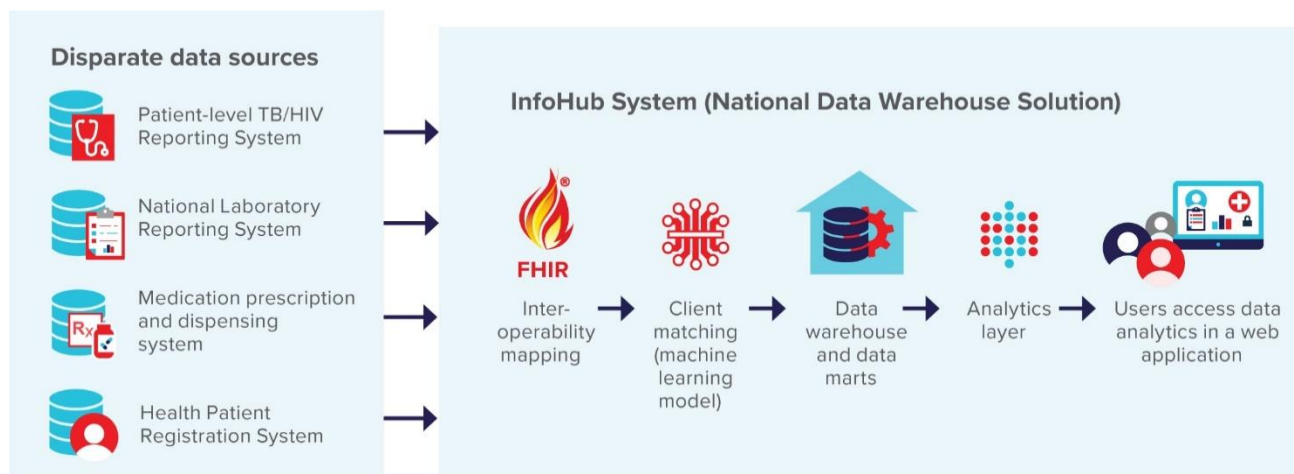 Disparate data sources
Patient-level TB/HIV
Reporting System
National Laboratory
Reporting System
Rx
Medication prescription
and dispensing
system
Health Patient
Registration System
InfoHub System (National Data Warehouse Solution)
®
FHIR
Inter-
operability
mapping
Client
matching
(machine
learning
model)
Data
warehouse
and data
marts
Analytics
layer
Users access data
analytics in a web
application